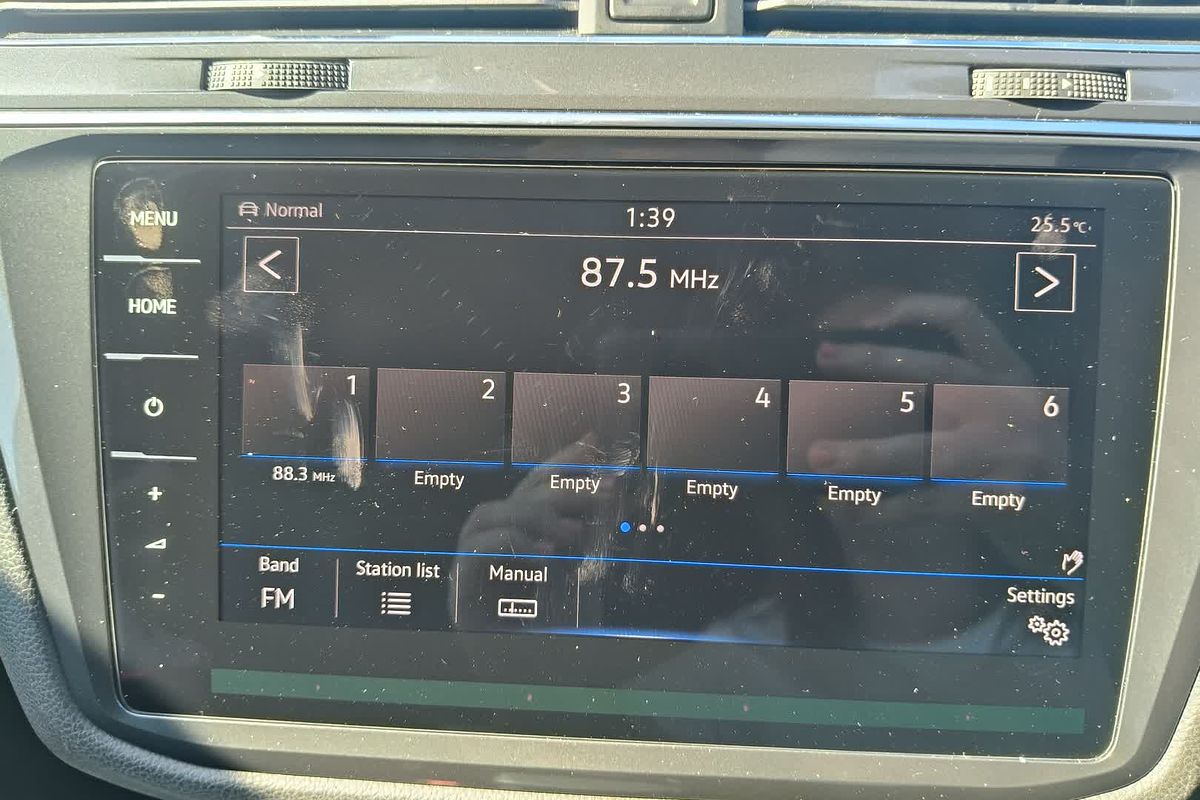 MENU
HOME
+
-
Normal
1:39
25.5°C
<
87.5 MHz
>
1
2
3
4
5
6
88.3 MHz
Empty
Empty
Empty
Empty
Empty
Band
FM
Station list
Manual
Settings